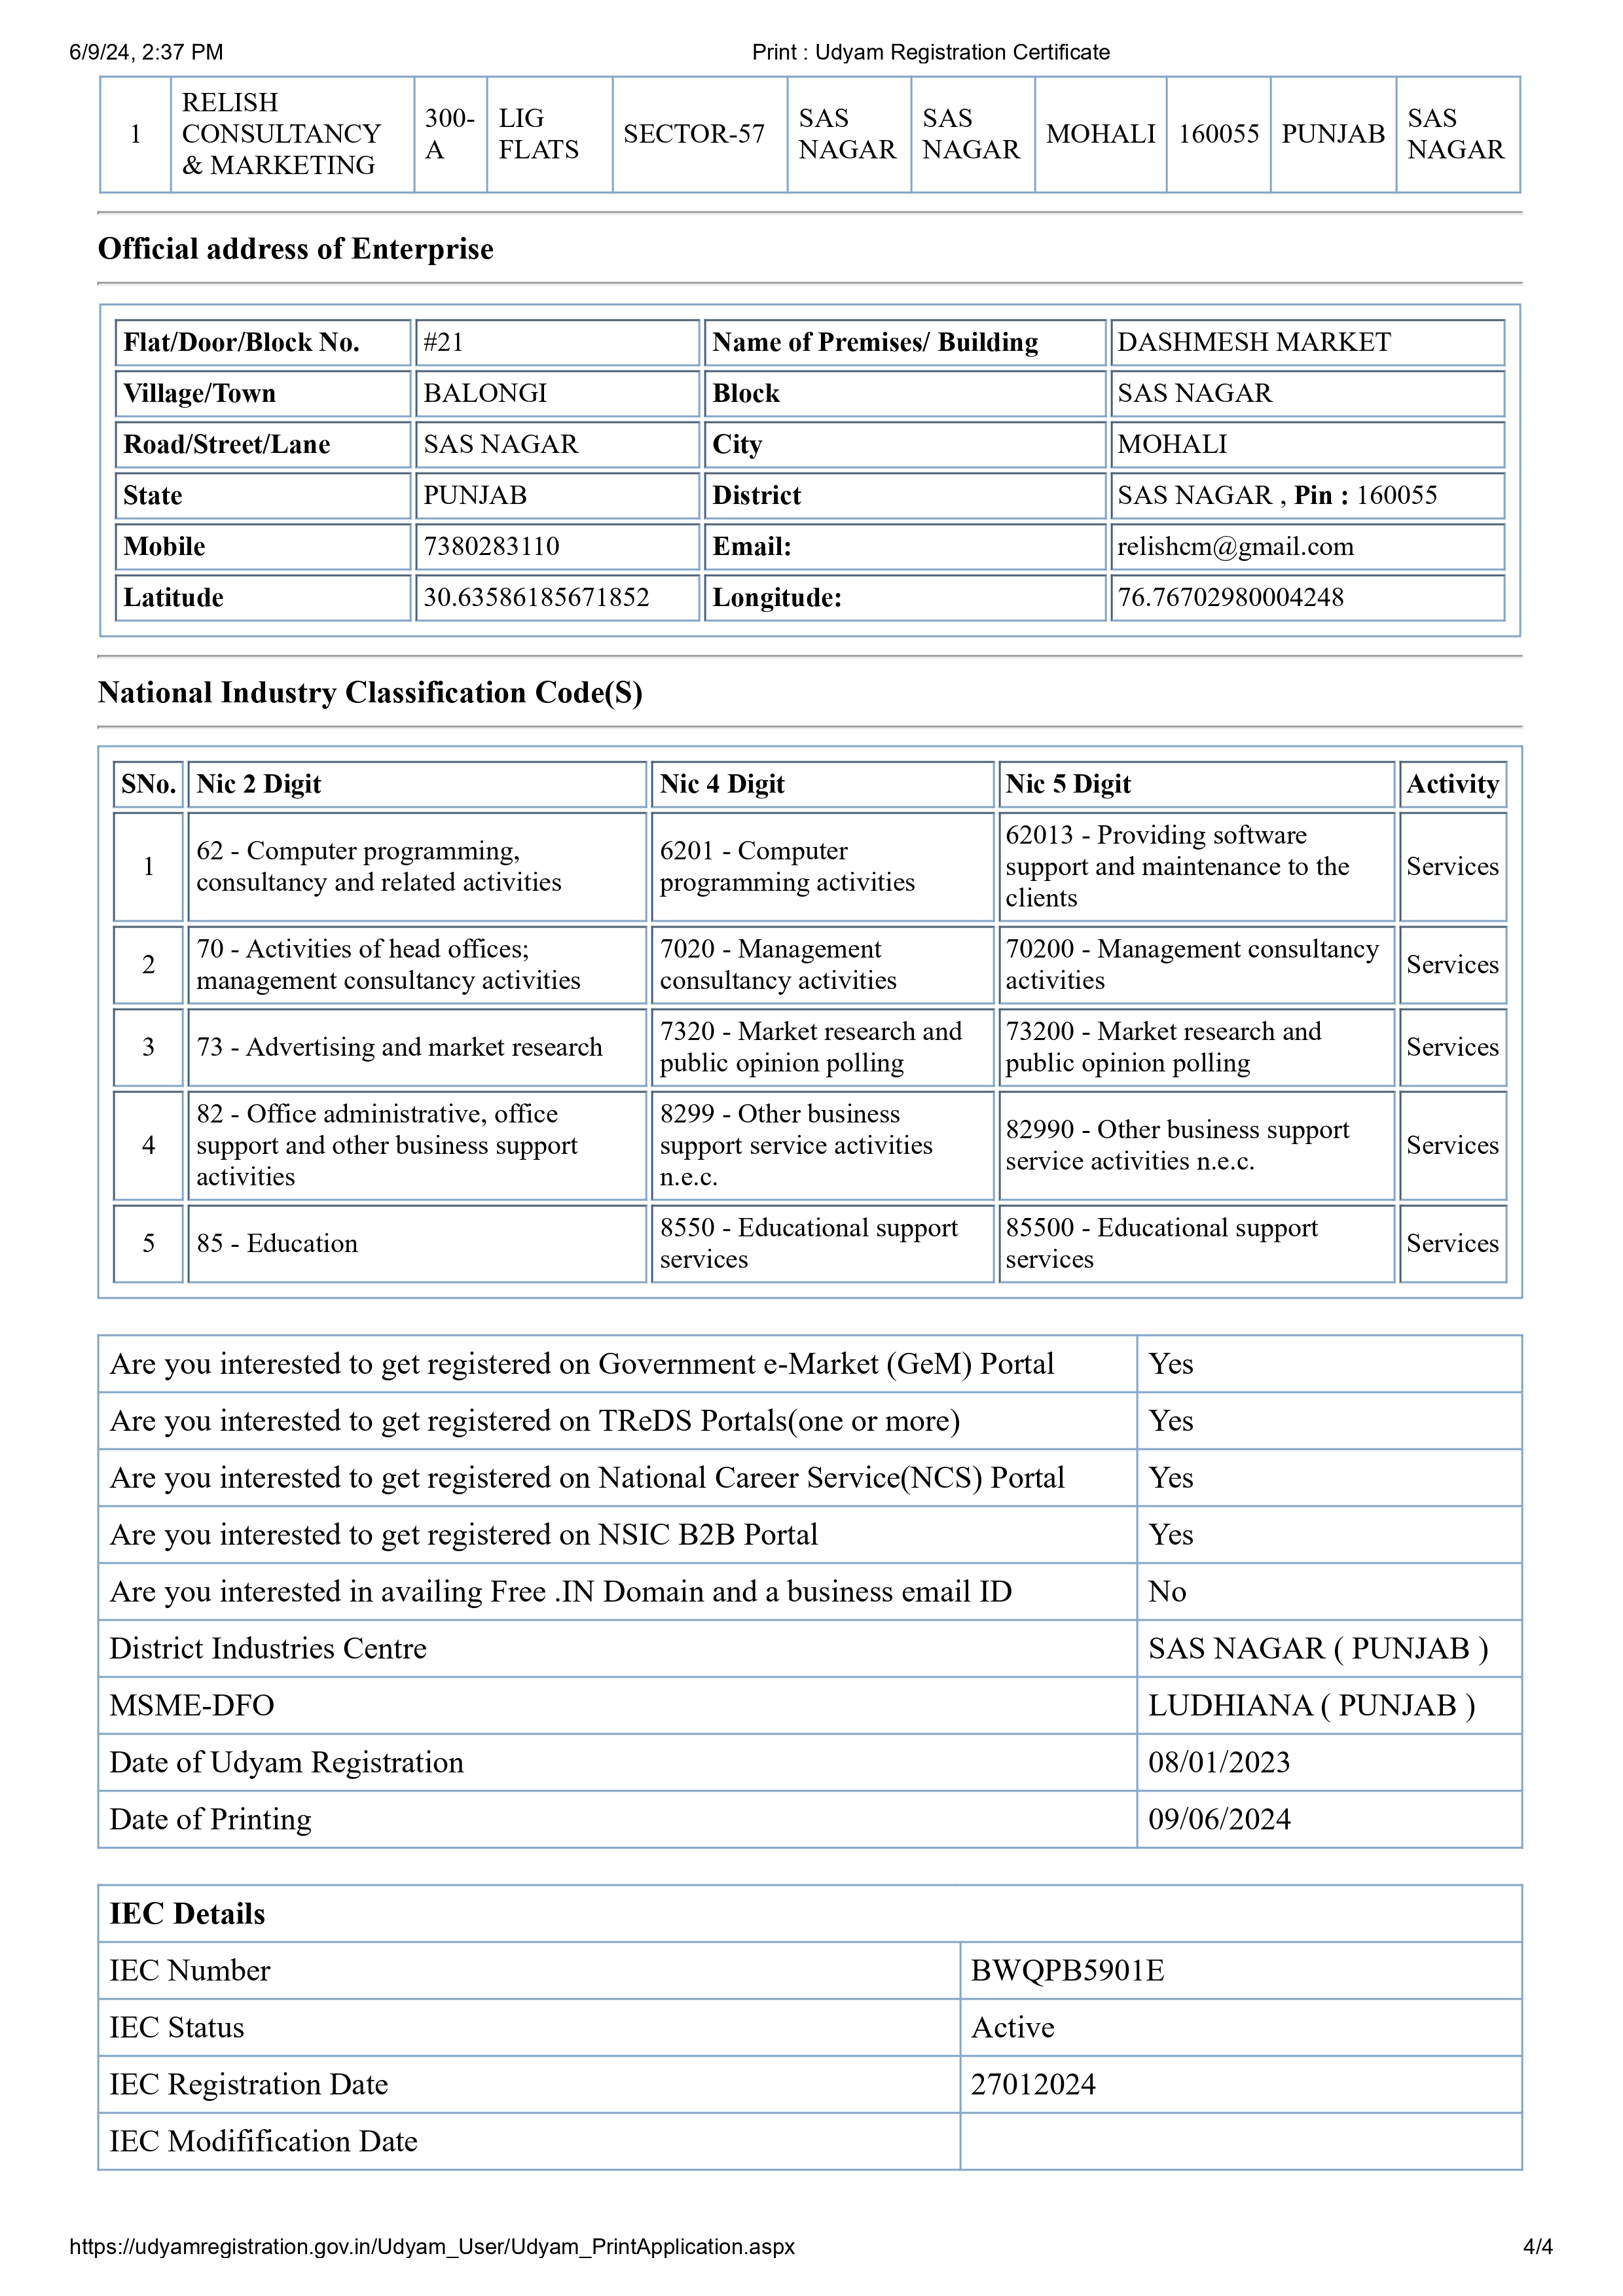 6/9/24, 2:37 PM Print : Udyam Registration Certificate
1 RELISH CONSULTANCY & MARKETING 300-A LIG FLATS SECTOR-57 SAS NAGAR SAS NAGAR MOHALI 160055 PUNJAB SAS NAGAR
Official address of Enterprise
Flat/Door/Block No. #21 Name of Premises/ Building DASHMESH MARKET
Village/Town BALONGI Block SAS NAGAR
Road/Street/Lane SAS NAGAR City MOHALI
State PUNJAB District SAS NAGAR , Pin : 160055
Mobile 7380283110 Email: relishcm@gmail.com
Latitude 30.63586185671852 Longitude: 76.76702980004248
National Industry Classification Code(S)
SNo. Nic 2 Digit Nic 4 Digit Nic 5 Digit Activity
1 62 - Computer programming, consultancy and related activities 6201 - Computer programming activities 62013 - Providing software support and maintenance to the clients Services
2 70 - Activities of head offices; management consultancy activities 7020 - Management consultancy activities 70200 - Management consultancy activities Services
3 73 - Advertising and market research 7320 - Market research and public opinion polling 73200 - Market research and public opinion polling Services
4 82 - Office administrative, office support and other business support activities 8299 - Other business support service activities n.e.c. 82990 - Other business support service activities n.e.c. Services
5 85 - Education 8550 - Educational support services 85500 - Educational support services Services
Are you interested to get registered on Government e-Market (GeM) Portal Yes
Are you interested to get registered on TReDS Portals(one or more) Yes
Are you interested to get registered on National Career Service(NCS) Portal Yes
Are you interested to get registered on NSIC B2B Portal Yes
Are you interested in availing Free .IN Domain and a business email ID No
District Industries Centre SAS NAGAR ( PUNJAB )
MSME-DFO LUDHIANA ( PUNJAB )
Date of Udyam Registration 08/01/2023
Date of Printing 09/06/2024
IEC Details
IEC Number BWQPB5901E
IEC Status Active
IEC Registration Date 27012024
IEC Modifification Date
https://udyamregistration.gov.in/Udyam_User/Udyam_PrintApplication.aspx 4/4